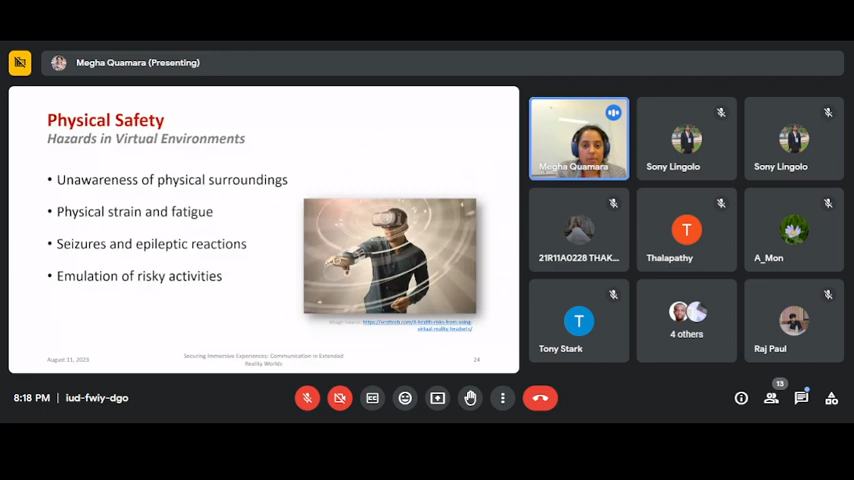 Megha Quamara (Presenting)
Physical Safety
Hazards in Virtual Environments
• Unawareness of physical surroundings
• Physical strain and fatigue
• Seizures and epileptic reactions
• Emulation of risky activities
August 11, 2023
Securing Immersive Experiences: Communication in Extended
Reality Worlds
24
Megha Quamara
Sony Lingolo
Sony Lingolo
21R11A0228 THAK...
T
Thalapathy
A_Mon
T
Tony Stark
4 others
Raj Paul
8:18 PM | iud-fwiy-dgo
13